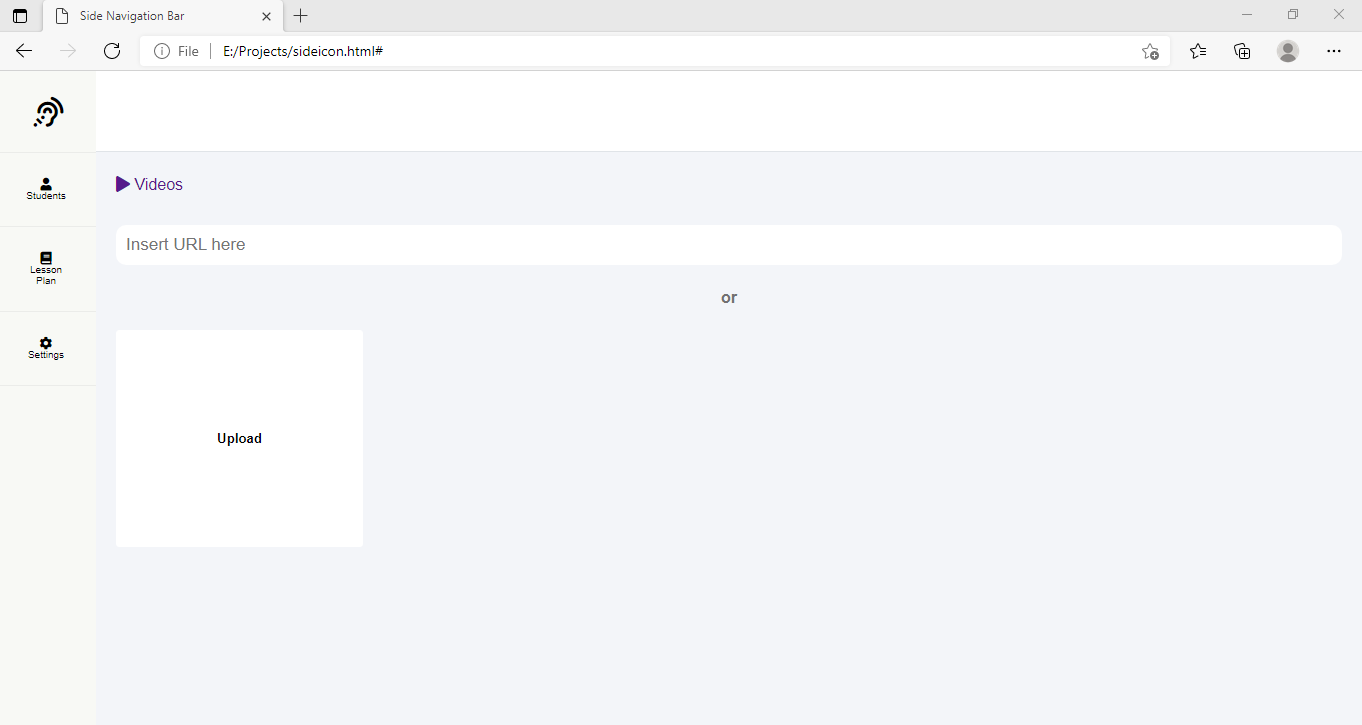 Side Navigation Bar
File E:/Projects/sideicon.html#
Students
Lesson
Plan
Settings
Videos
Insert URL here
or
Upload